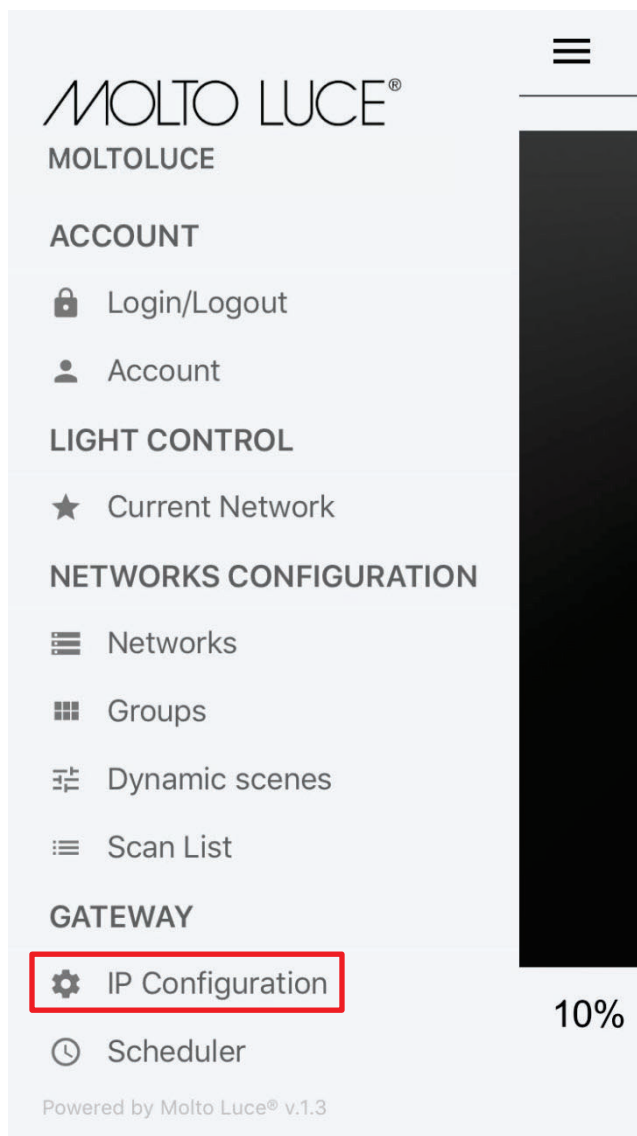 MOLTO LUCE®
MOLTOLUCE
ACCOUNT
Login/Logout
Account
LIGHT CONTROL
Current Network
NETWORKS CONFIGURATION
Networks
Groups
Dynamic scenes
Scan List
GATEWAY
IP Configuration
10%
Scheduler
Powered by Molto Luce® v.1.3